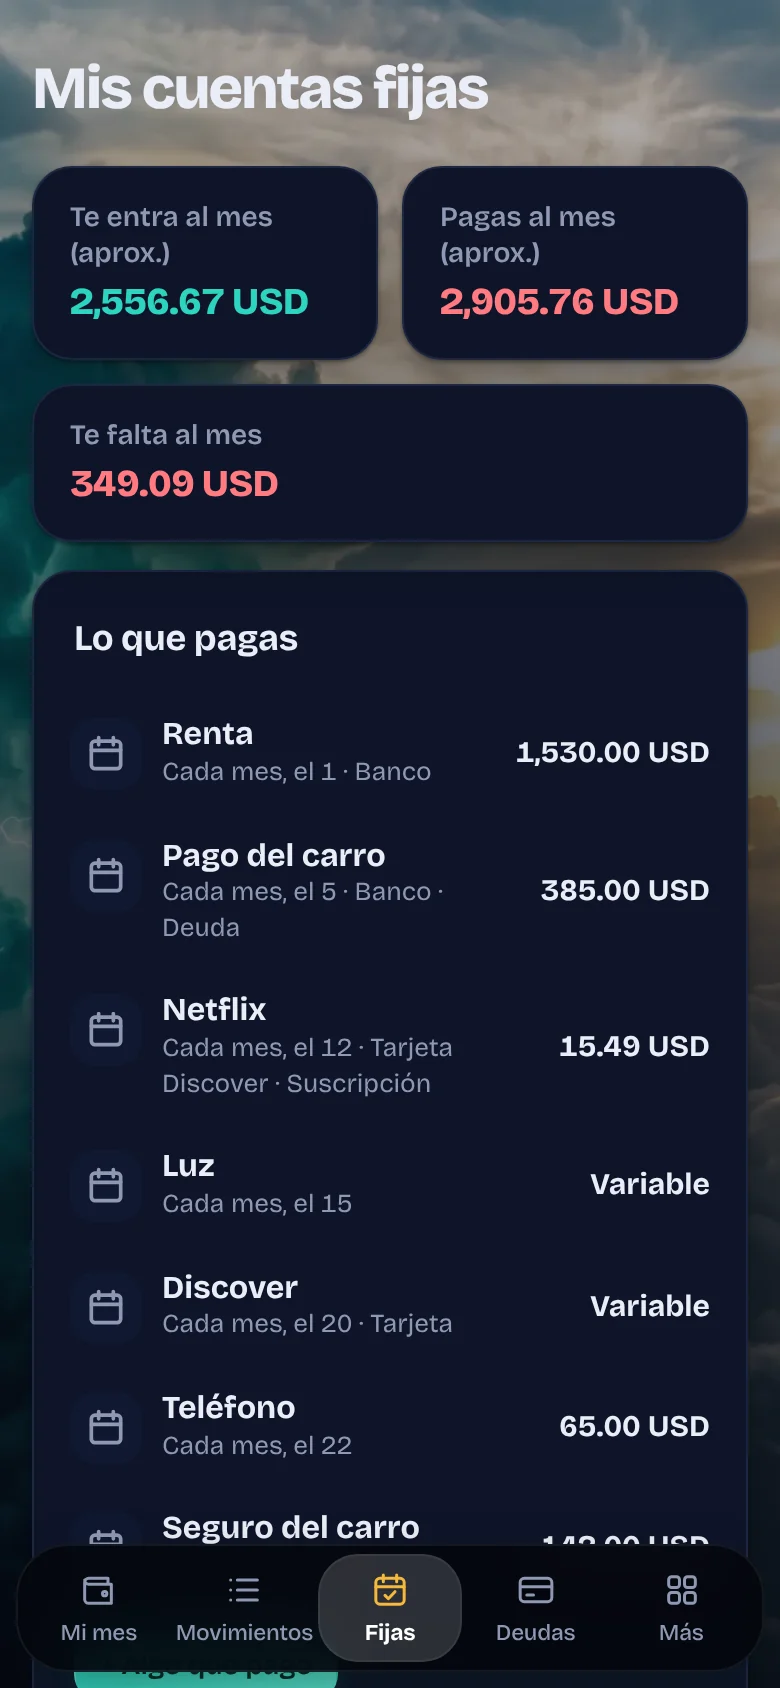 Mis cuentas fijas
Te entra al mes
(aprox.)
2,556.67 USD
Pagas al mes
(aprox.)
2,905.76 USD
Te falta al mes
349.09 USD
Lo que pagas
Renta
Cada mes, el 1 · Banco
1,530.00 USD
Pago del carro
Cada mes, el 5 · Banco ·
Deuda
385.00 USD
Netflix
Cada mes, el 12 · Tarjeta
Discover · Suscripción
15.49 USD
Luz
Cada mes, el 15
Variable
Discover
Cada mes, el 20 · Tarjeta
Variable
Teléfono
Cada mes, el 22
65.00 USD
Seguro del carro
Mi mes
Movimientos
Fijas
Deudas
Más